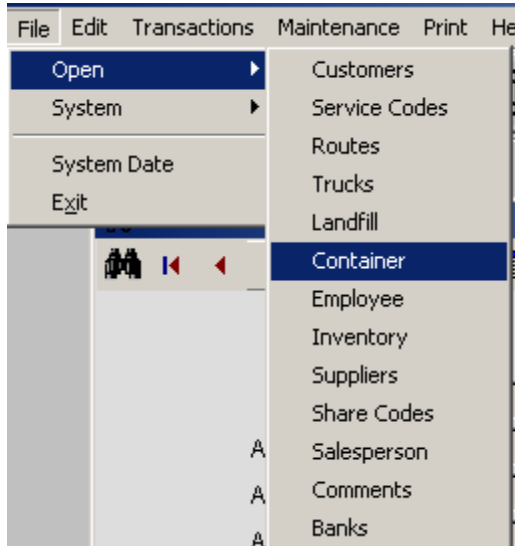 File Edit Transactions Maintenance Print He
Open
System
System Date
Exit
Customers
Service Codes
Routes
Trucks
Landfill
Container
Employee
Inventory
Suppliers
Share Codes
Salesperson
Comments
Banks
A
A
A